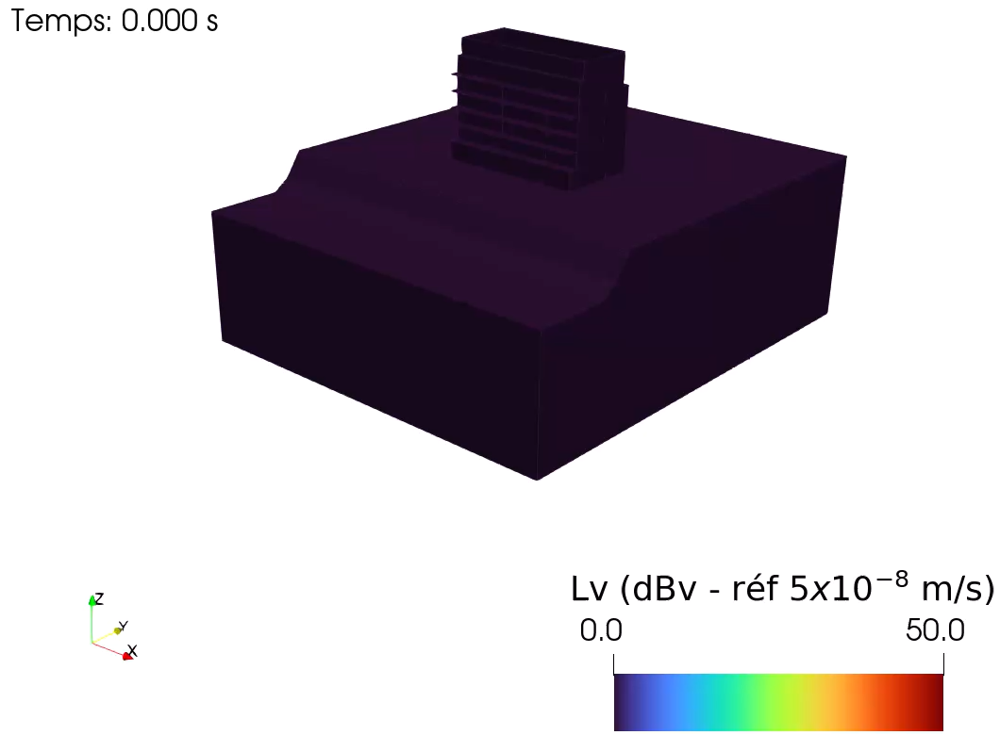 Temps: 0.000 s
Z
Y
X
Lv (dBv - réf 5x10⁻⁸ m/s)
0.0 50.0